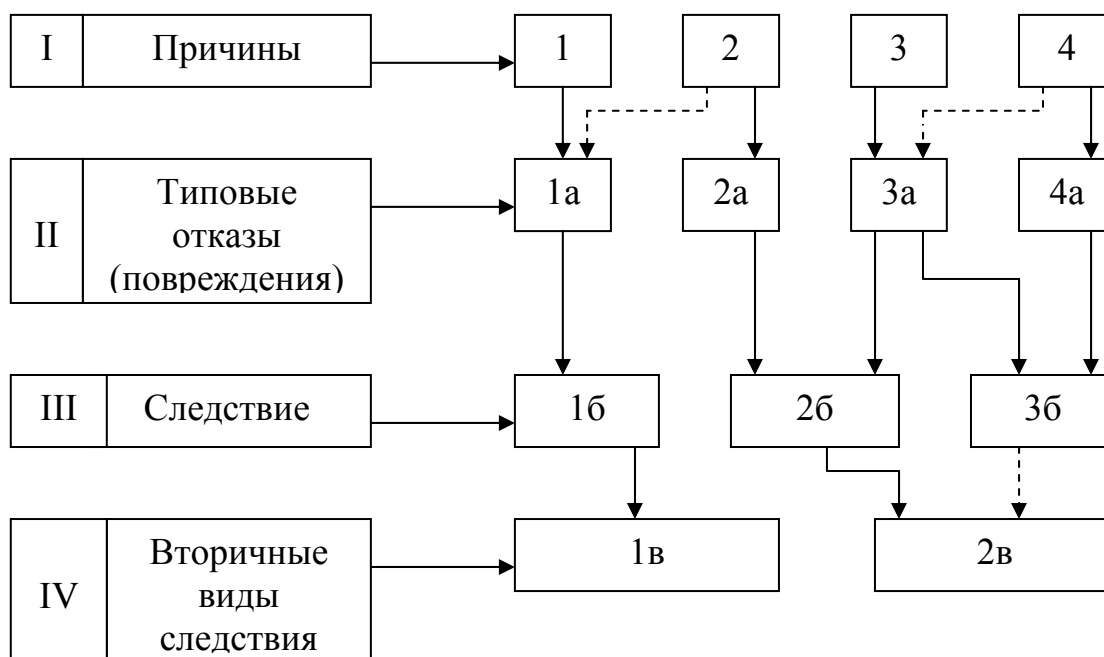 I Причины 1 2 3 4
II Типовые отказы (повреждения) 1а 2а 3а 4а
III Следствие 1б 2б 3б
IV Вторичные виды следствия 1в 2в